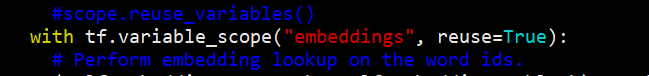 #scope.reuse_variables()
with tf.variable_scope("embeddings", reuse=True):
# Perform embedding lookup on the word ids.